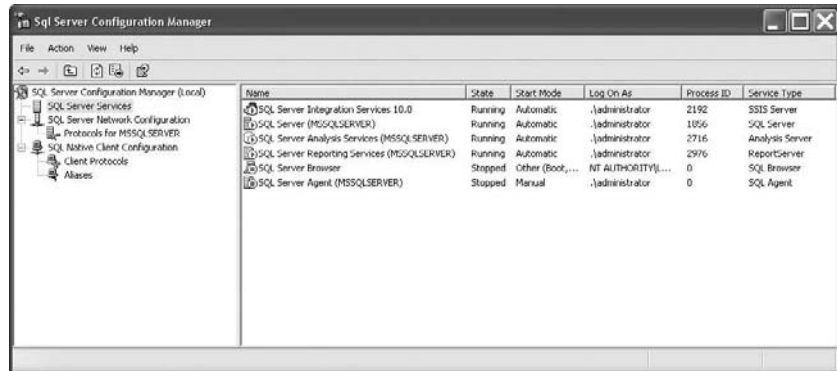 Sql Server Configuration Manager
File Action View Help
SQL Server Configuration Manager (Local)
SQL Server Services
SQL Server Network Configuration
Protocols for MSSQLSERVER
SQL Native Client Configuration
Client Protocols
Aliases
Name State Start Mode Log On As Process ID Service Type
SQL Server Integration Services 10.0 Running Automatic .\administrator 2192 SSIS Server
SQL Server (MSSQLSERVER) Running Automatic .\administrator 1856 SQL Server
SQL Server Analysis Services (MSSQLSERVER) Running Automatic .\administrator 2716 Analysis Server
SQL Server Reporting Services (MSSQLSERVER) Running Automatic .\administrator 2976 ReportServer
SQL Server Browser Stopped Other (Boot,... NT AUTHORITY\L... 0 SQL Browser
SQL Server Agent (MSSQLSERVER) Stopped Manual .\administrator 0 SQL Agent